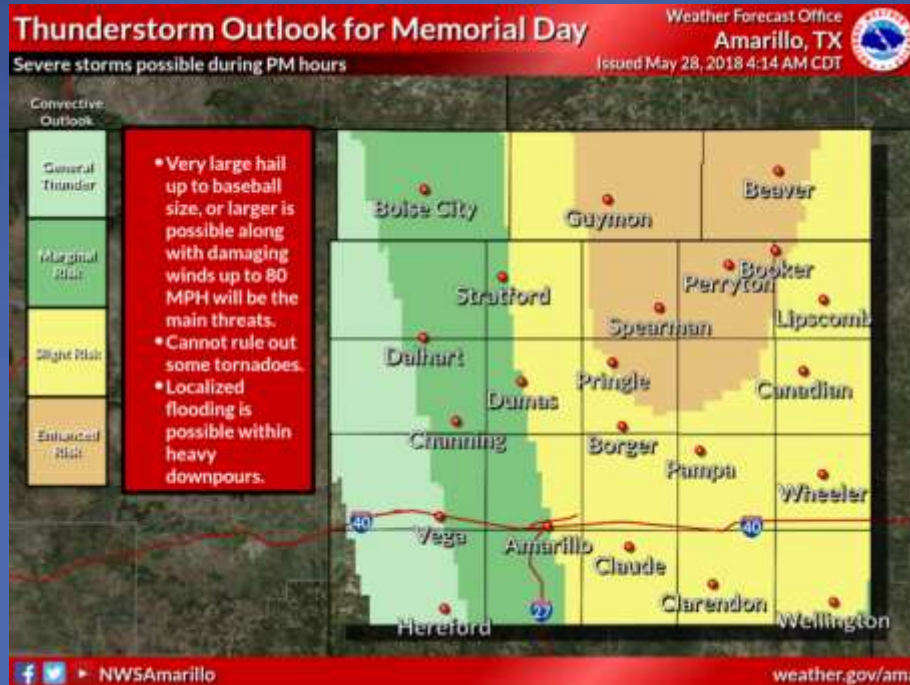 Thunderstorm Outlook for Memorial Day
Severe storms possible during PM hours
Weather Forecast Office
Amarillo, TX
Issued May 28, 2018 4:14 AM CDT
Convective
Outlook
General
Thunder
Marginal
Risk
Slight Risk
Enhanced
Risk
• Very large hail
up to baseball
size, or larger is
possible along
with damaging
winds up to 80
MPH will be the
main threats.
• Cannot rule out
some tornadoes.
• Localized
flooding is
possible within
heavy
downpours.
Boise City
Guymon
Beaver
Stratford
Perryton
Booker
Spearman
Lipscomb
Dalhart
Dumas
Pringle
Canadian
Channing
Borger
Pampa
Wheeler
40
Vega
Amarillo
40
Claude
27
Clarendon
Hereford
Wellington
NWSAmarillo
weather.gov/ama